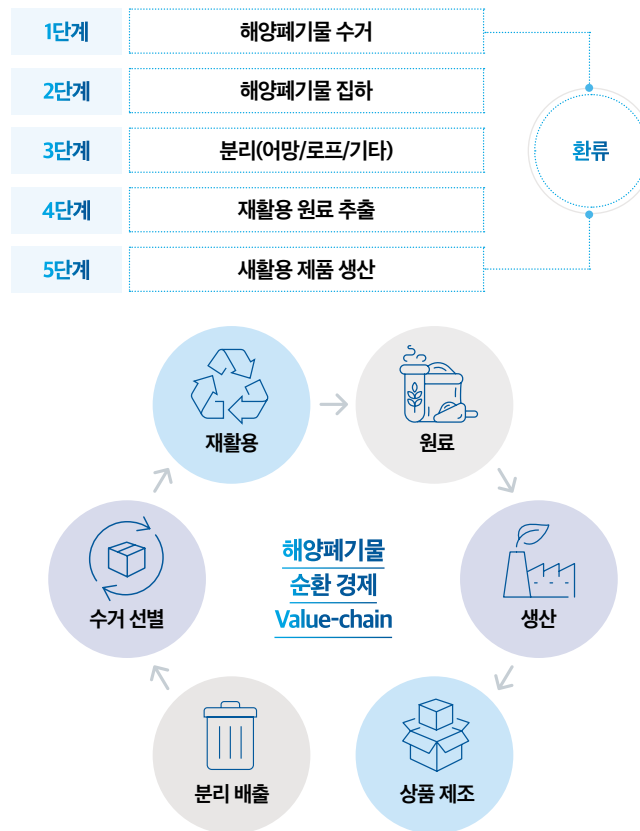 1단계 해양폐기물 수거
2단계 해양폐기물 집하
3단계 분리(어망/로프/기타)
4단계 재활용 원료 추출
5단계 새활용 제품 생산
환류
재활용
원료
수거 선별
해양폐기물
순환 경제
Value-chain
생산
분리 배출
상품 제조